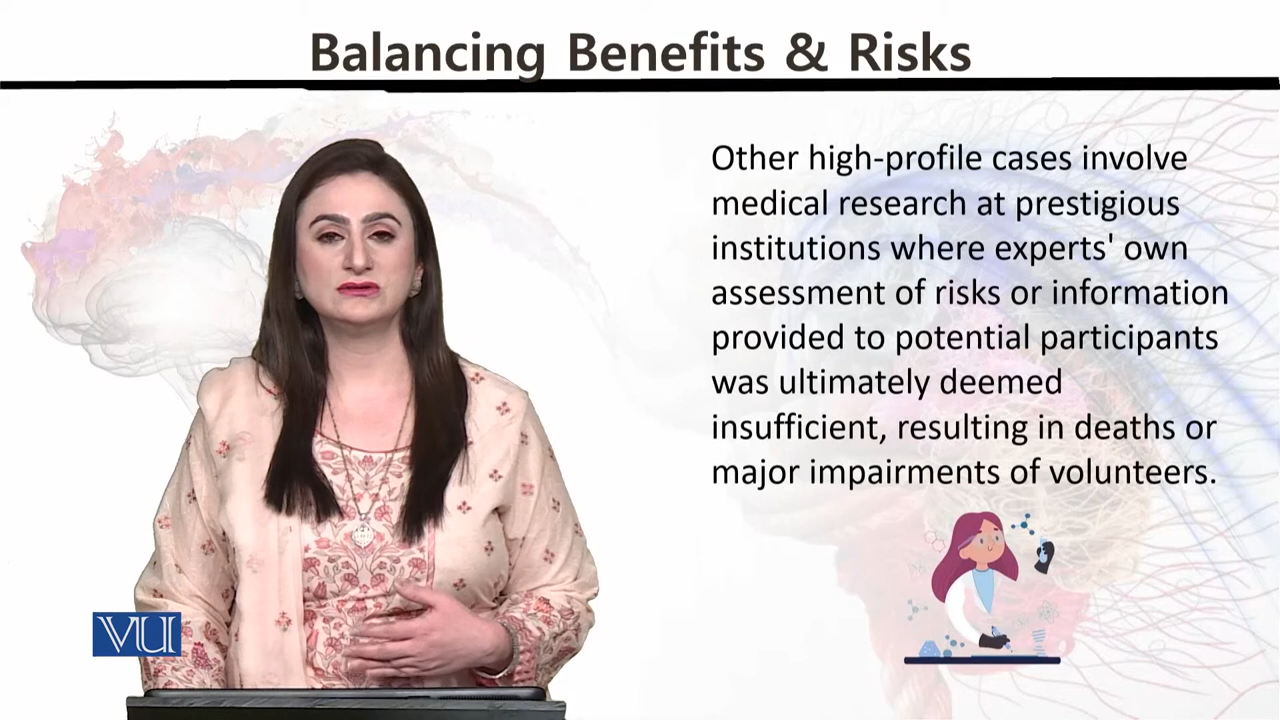 Balancing Benefits & Risks
Other high-profile cases involve
medical research at prestigious
institutions where experts' own
assessment of risks or information
provided to potential participants
was ultimately deemed
insufficient, resulting in deaths or
major impairments of volunteers.
VU